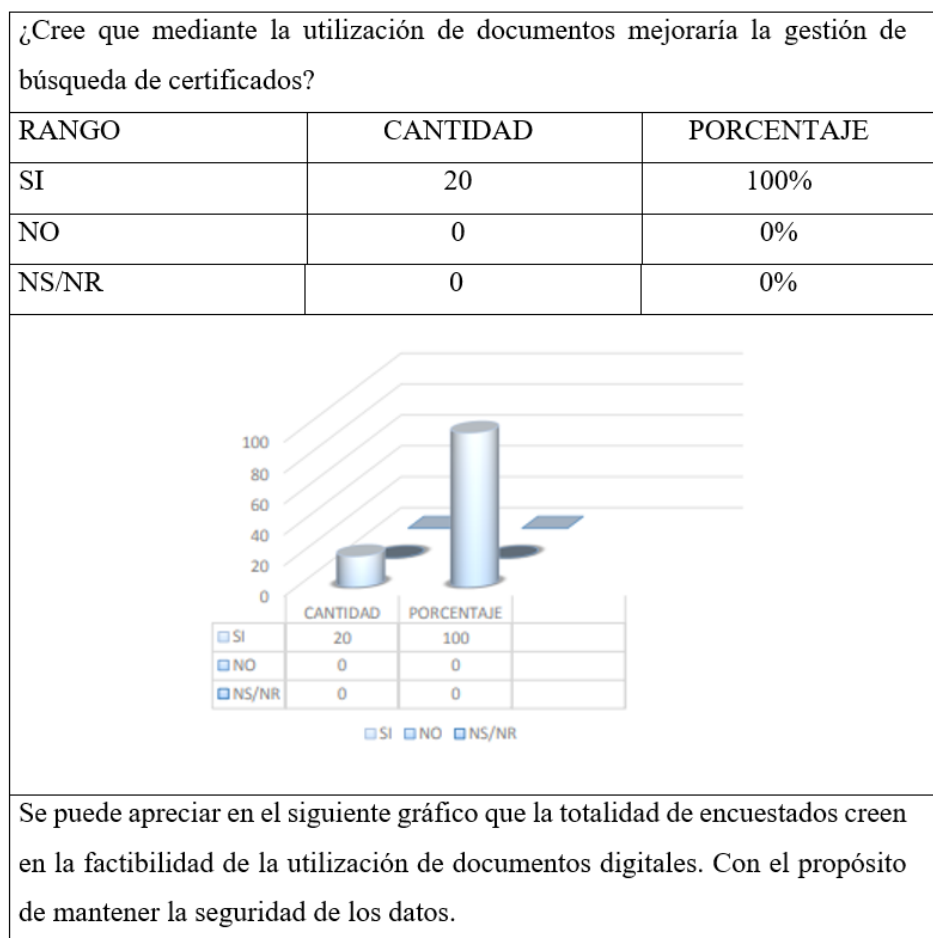 ¿Cree que mediante la utilización de documentos mejoraría la gestión de
búsqueda de certificados?
RANGO CANTIDAD PORCENTAJE
SI 20 100%
NO 0 0%
NS/NR 0 0%
100
80
60
40
20
0
CANTIDAD PORCENTAJE
SI 20 100
NO 0 0
NS/NR 0 0
SI NO NS/NR
Se puede apreciar en el siguiente gráfico que la totalidad de encuestados creen
en la factibilidad de la utilización de documentos digitales. Con el propósito
de mantener la seguridad de los datos.